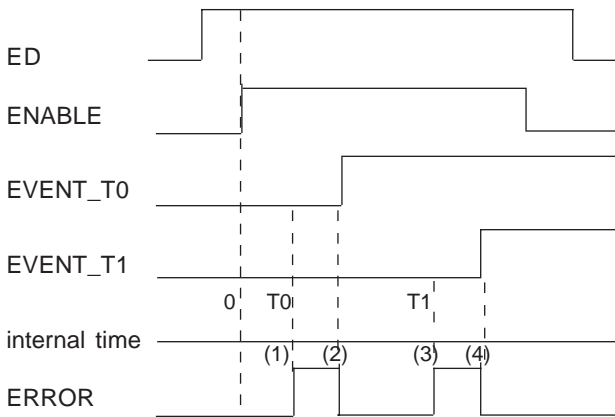 ED
ENABLE
EVENT_T0
EVENT_T1
0 T0 T1
internal time
(1) (2) (3) (4)
ERROR